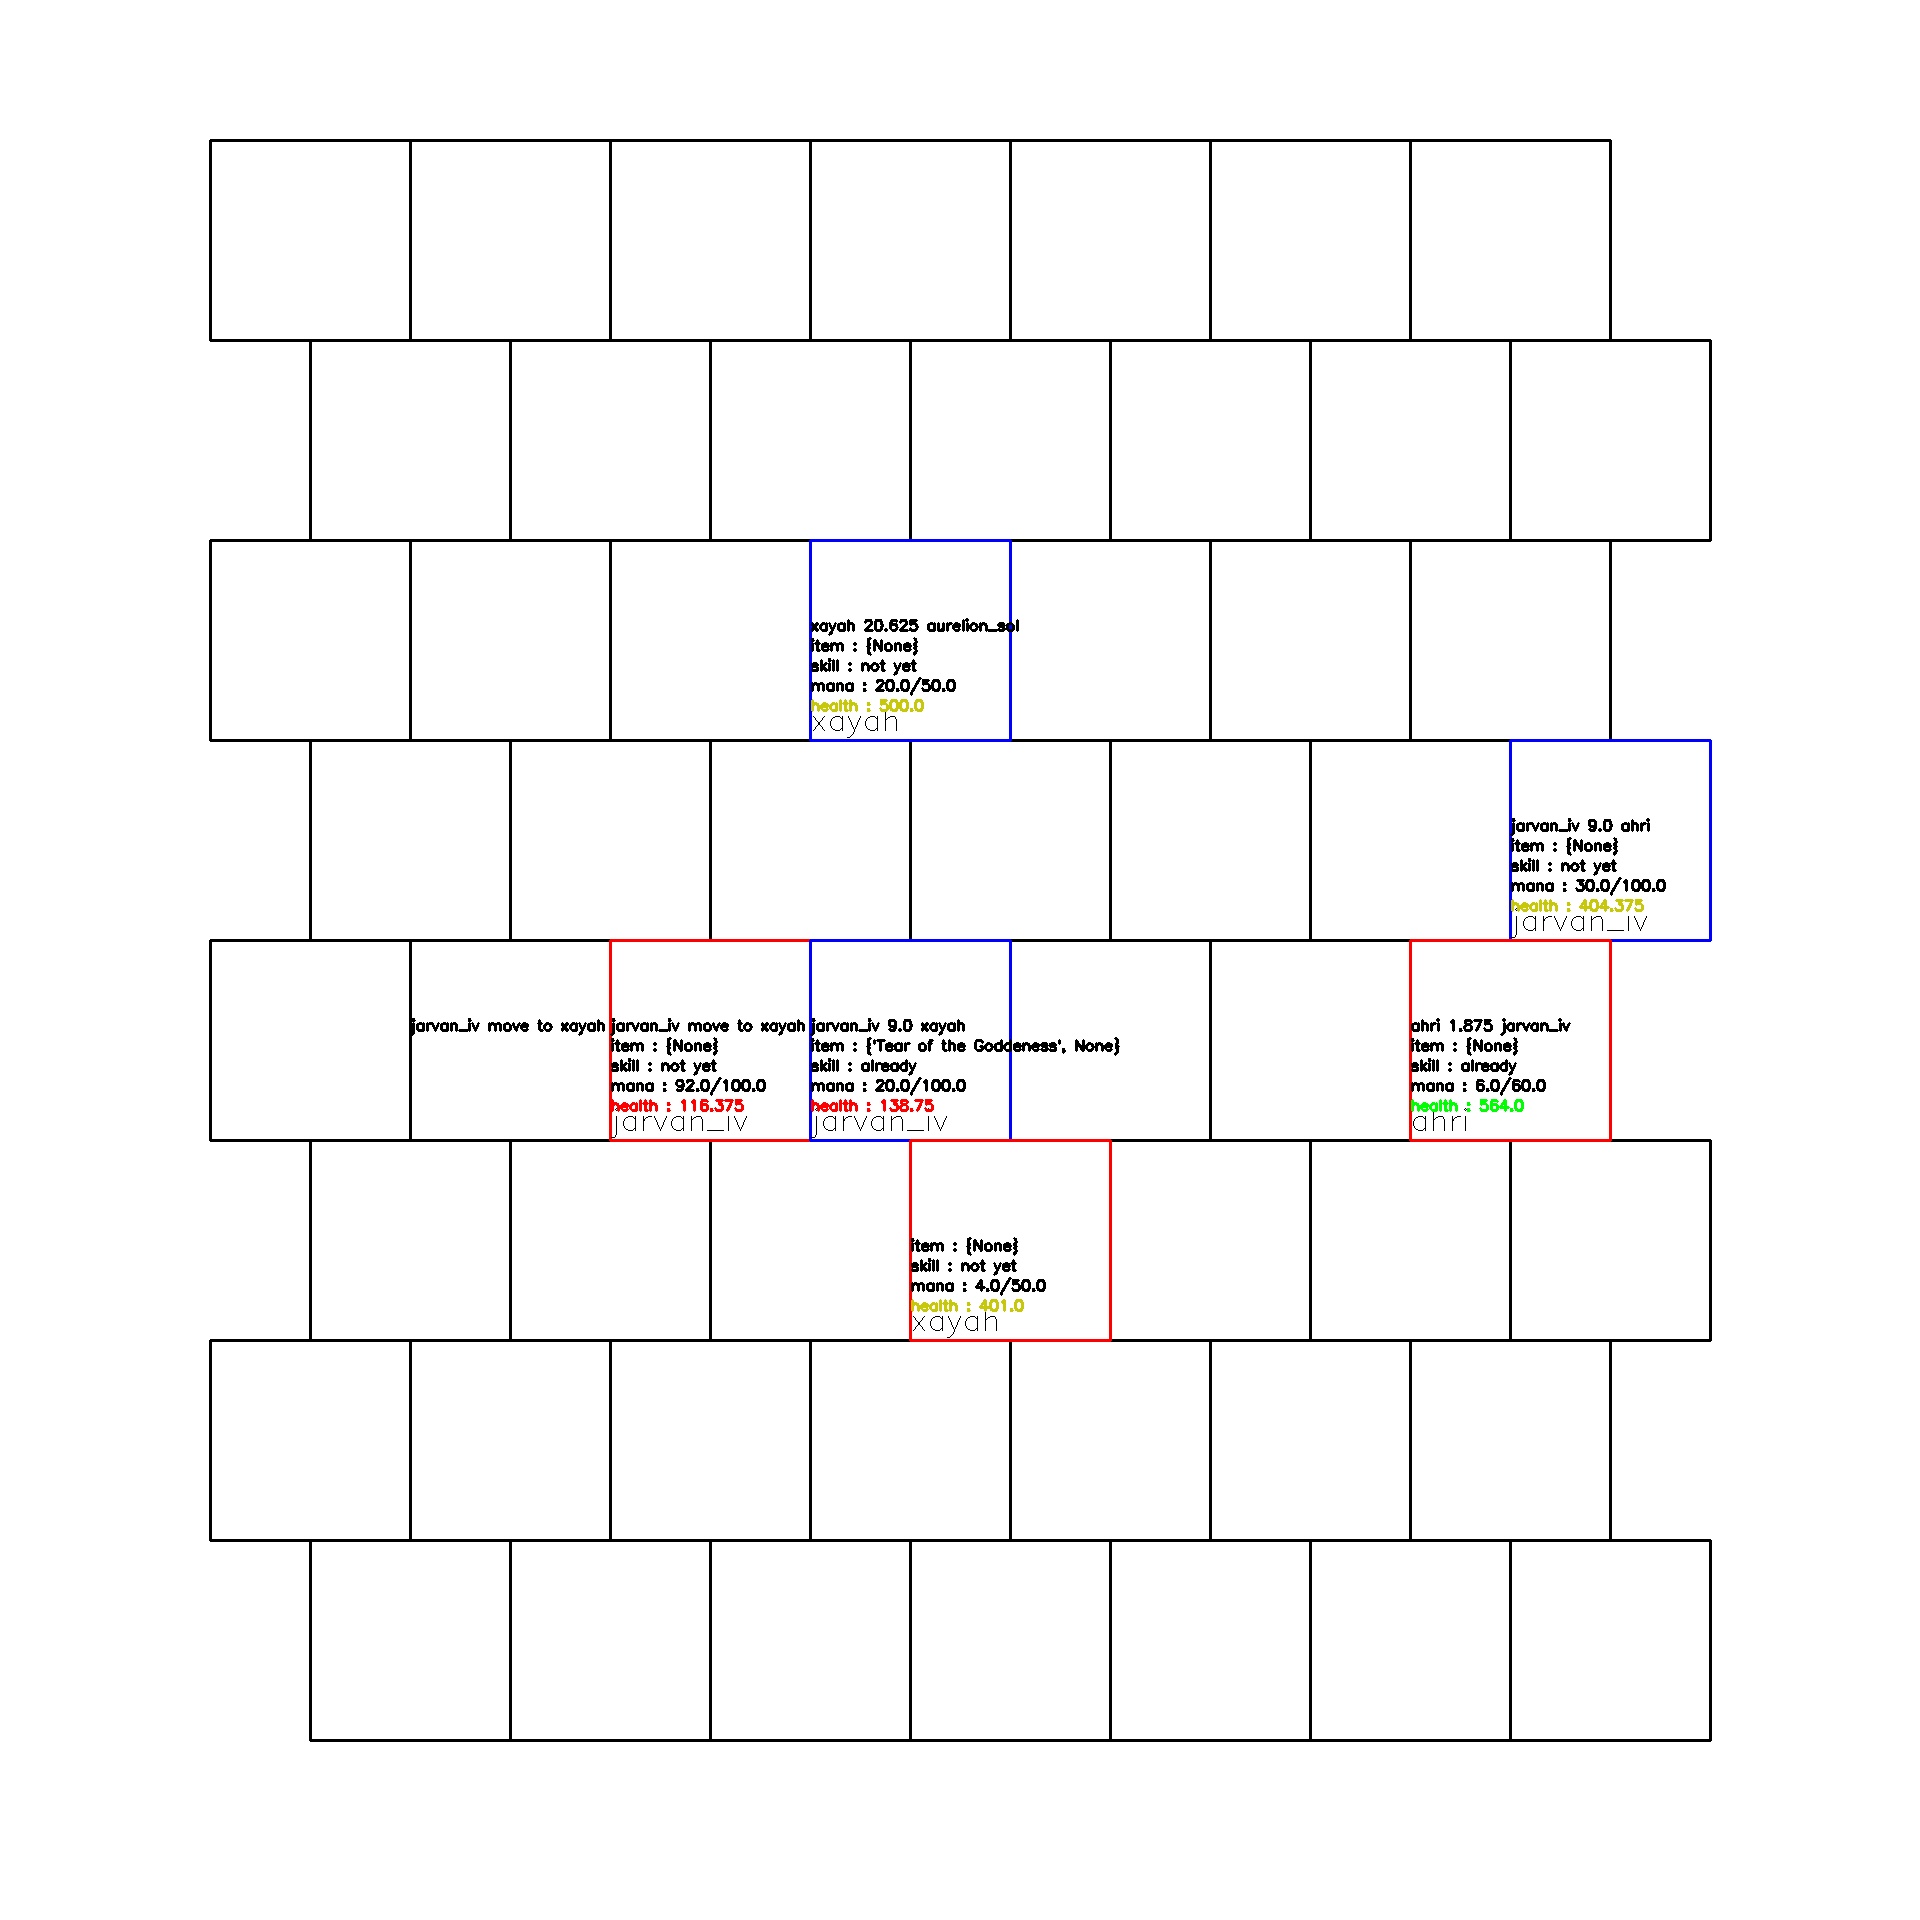 xayah 20.625 aurelion_sol
item : {None}
skill : not yet
mana : 20.0/50.0
health : 500.0
xayah
jarvan_iv 9.0 ahri
item : {None}
skill : not yet
mana : 30.0/100.0
health : 404.375
jarvan_iv
jarvan_iv move to xayah
jarvan_iv move to xayah
item : {None}
skill : not yet
mana : 92.0/100.0
health : 116.375
jarvan_iv
jarvan_iv 9.0 xayah
item : {'Tear of the Goddeness', None}
skill : already
mana : 20.0/100.0
health : 138.75
jarvan_iv
ahri 1.875 jarvan_iv
item : {None}
skill : already
mana : 6.0/60.0
health : 564.0
ahri
item : {None}
skill : not yet
mana : 4.0/50.0
health : 401.0
xayah